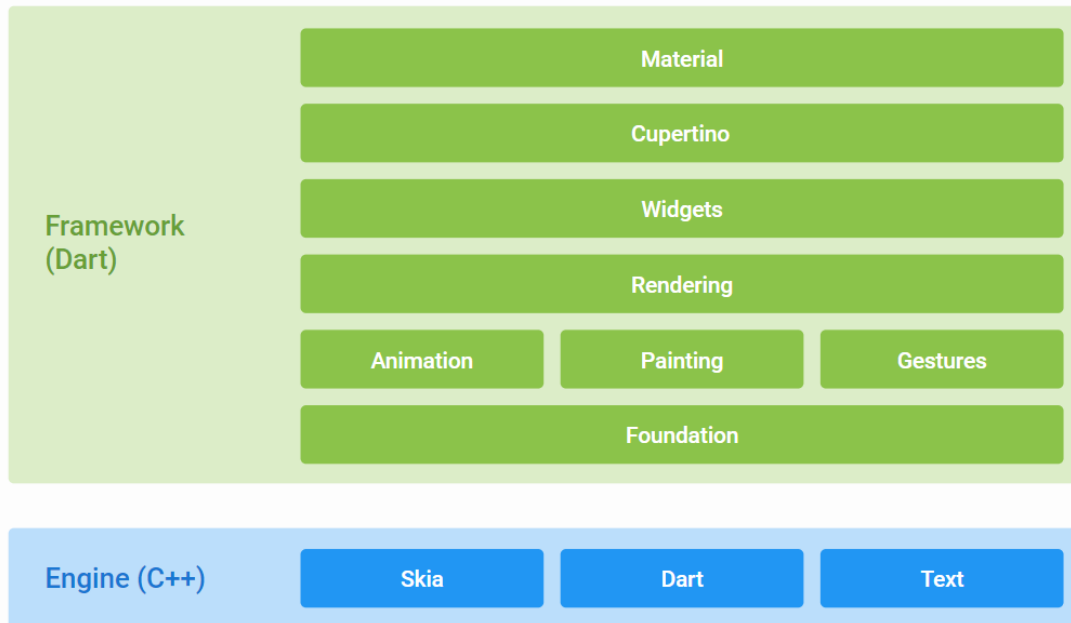 Material
Cupertino
Widgets
Framework
(Dart)
Rendering
Animation Painting Gestures
Foundation
Engine (C++) Skia Dart Text